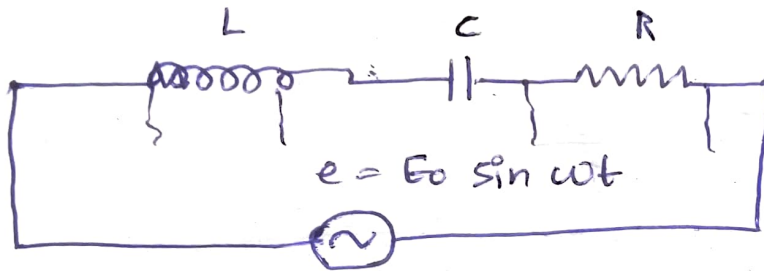 L C R
e = E₀ sin ωt